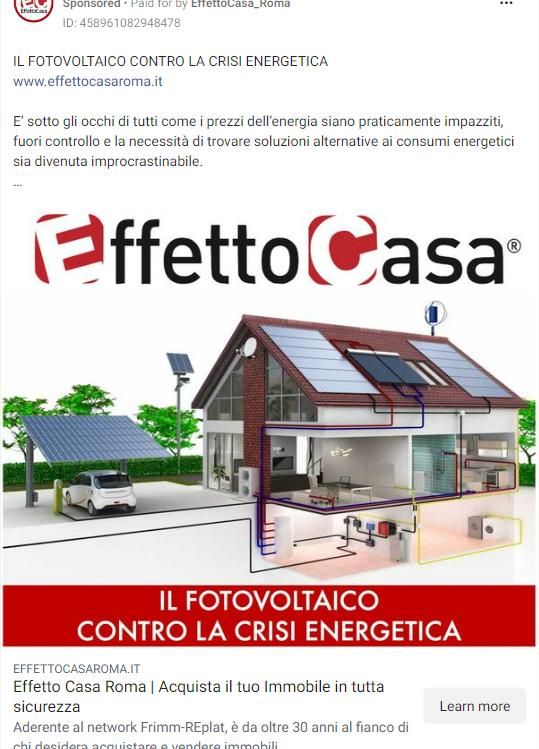 EC
EffettoCasa
Sponsored • Paid for by EffettoCasa_Roma
ID: 458961082948478
IL FOTOVOLTAICO CONTRO LA CRISI ENERGETICA
www.effettocasaroma.it
E’ sotto gli occhi di tutti come i prezzi dell’energia siano praticamente impazziti,
fuori controllo e la necessità di trovare soluzioni alternative ai consumi energetici
sia divenuta improcrastinabile.
...
EffettoCasa®
IL FOTOVOLTAICO
CONTRO LA CRISI ENERGETICA
EFFETTOCASAROMA.IT
Effetto Casa Roma | Acquista il tuo Immobile in tutta
sicurezza
Learn more
Aderente al network Frimm-REplat, è da oltre 30 anni al fianco di
chi desidera acquistare e vendere immobili